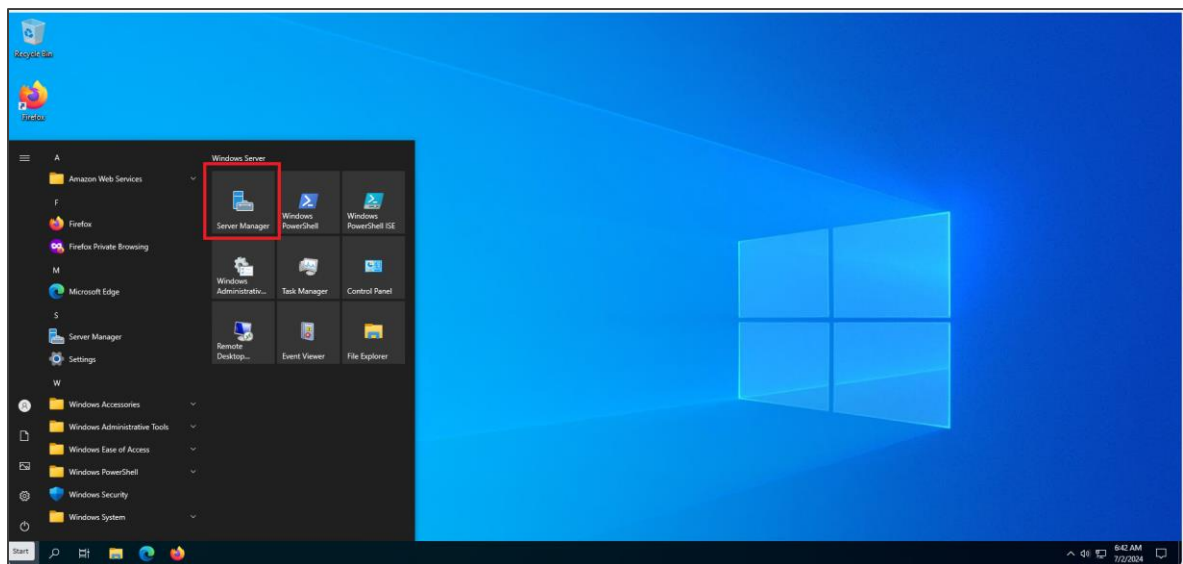 Recycle Bin
Firefox
A
Amazon Web Services
F
Firefox
Firefox Private Browsing
M
Microsoft Edge
S
Server Manager
Settings
W
Windows Accessories
Windows Administrative Tools
Windows Ease of Access
Windows PowerShell
Windows Security
Windows System
Windows Server
Server Manager
Windows
PowerShell
Windows
PowerShell ISE
Windows
Administrativ...
Task Manager
Control Panel
Remote
Desktop...
Event Viewer
File Explorer
Start
6:42 AM
7/2/2024